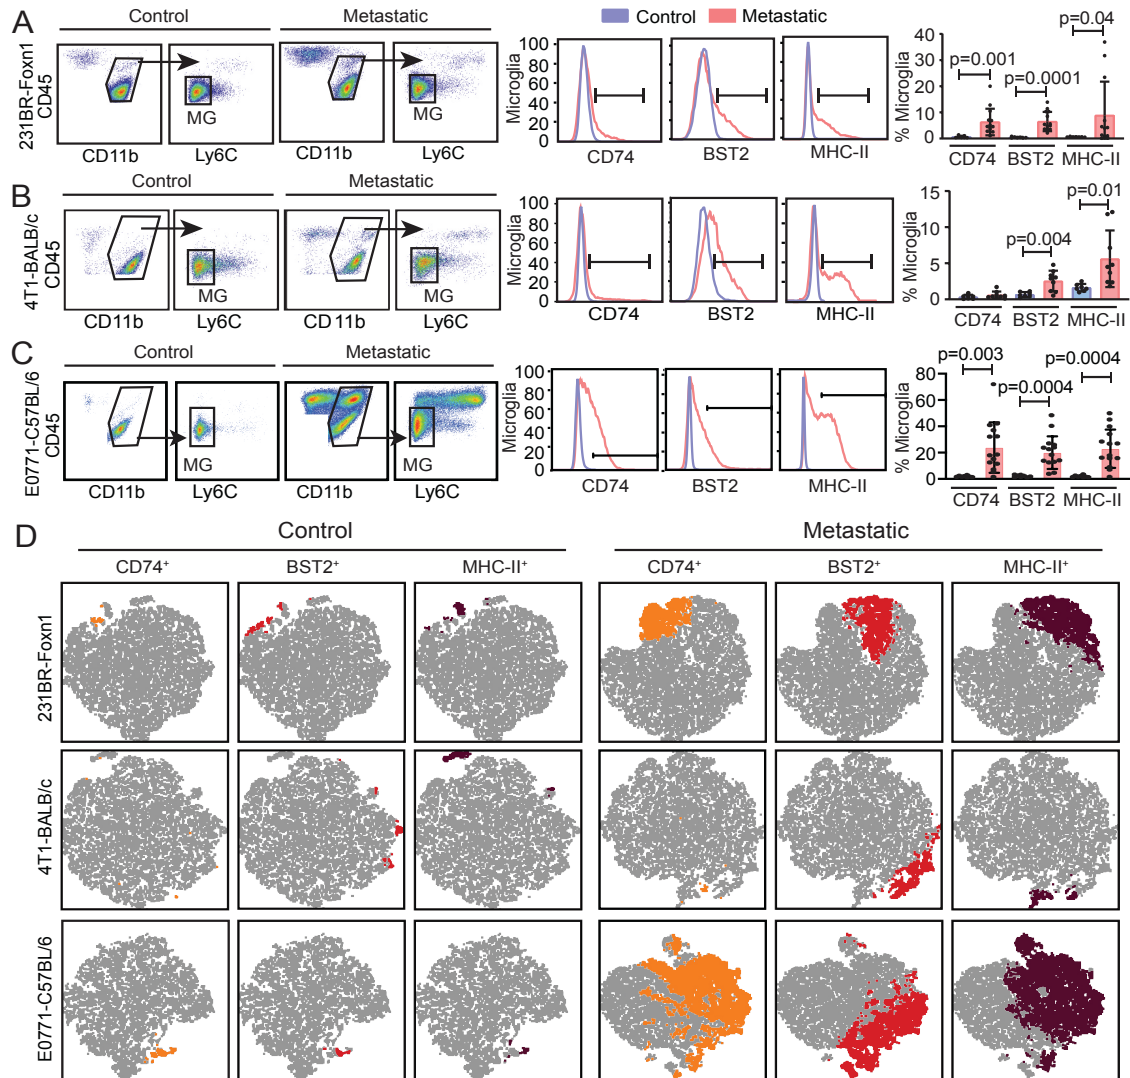 A
Control
Metastatic
Control
Metastatic
231BR-Foxn1
CD45
MG
MG
CD11b
Ly6C
CD11b
Ly6C
Microglia
100
80
60
40
20
0
CD74
BST2
MHC-II
% Microglia
40
30
20
10
0
p=0.001
p=0.0001
p=0.04
CD74
BST2
MHC-II
B
Control
Metastatic
4T1-BALB/c
CD45
MG
MG
CD11b
Ly6C
CD11b
Ly6C
Microglia
100
80
60
40
20
0
CD74
BST2
MHC-II
% Microglia
15
10
5
0
p=0.004
p=0.01
CD74
BST2
MHC-II
C
Control
Metastatic
E0771-C57BL/6
CD45
MG
MG
CD11b
Ly6C
CD11b
Ly6C
Microglia
100
80
60
40
20
0
CD74
BST2
MHC-II
% Microglia
80
60
40
20
0
p=0.003
p=0.0004
p=0.0004
CD74
BST2
MHC-II
D
Control
Metastatic
CD74⁺
BST2⁺
MHC-II⁺
CD74⁺
BST2⁺
MHC-II⁺
231BR-Foxn1
4T1-BALB/c
E0771-C57BL/6